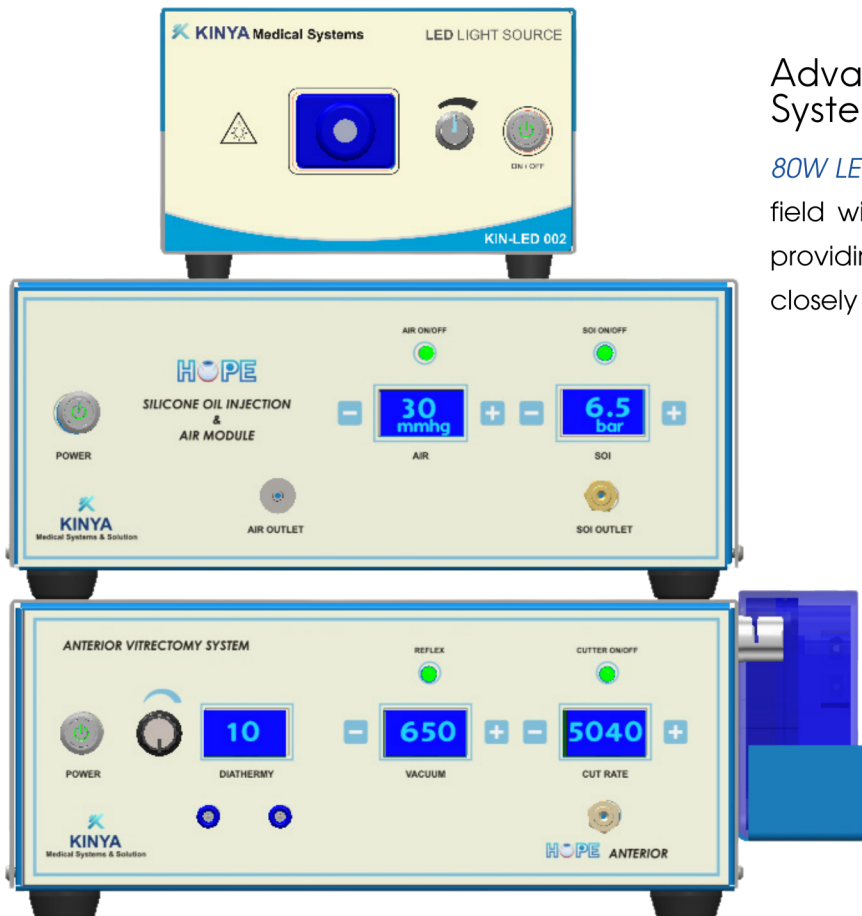 KINYA Medical Systems
LED LIGHT SOURCE
ON / OFF
KIN-LED 002
AIR ON/OFF
SOI ON/OFF
HOPE
SILICONE OIL INJECTION
&
AIR MODULE
30
mmhg
6.5
bar
POWER
AIR
SOI
KINYA
Medical Systems & Solution
AIR OUTLET
SOI OUTLET
ANTERIOR VITRECTOMY SYSTEM
REFLEX
CUTTER ON/OFF
10
650
5040
POWER
DIATHERMY
VACUUM
CUT RATE
KINYA
Medical Systems & Solution
HOPE ANTERIOR
Adva
Syste
80W LE
field wi
providin
closely